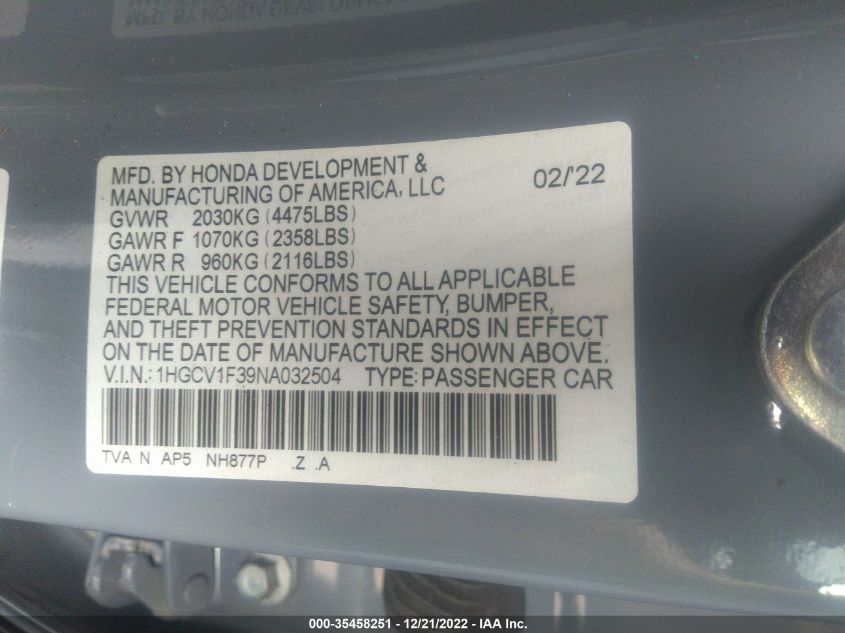 MFD. BY HONDA DEVELOPMENT &
MANUFACTURING OF AMERICA, LLC 02/'22
GVWR 2030KG (4475LBS)
GAWR F 1070KG (2358LBS)
GAWR R 960KG (2116LBS)
THIS VEHICLE CONFORMS TO ALL APPLICABLE
FEDERAL MOTOR VEHICLE SAFETY, BUMPER,
AND THEFT PREVENTION STANDARDS IN EFFECT
ON THE DATE OF MANUFACTURE SHOWN ABOVE.
V.I.N.: 1HGCV1F39NA032504 TYPE: PASSENGER CAR
TVA N AP5 NH877P .Z .A
000-35458251 - 12/21/2022 - IAA Inc.